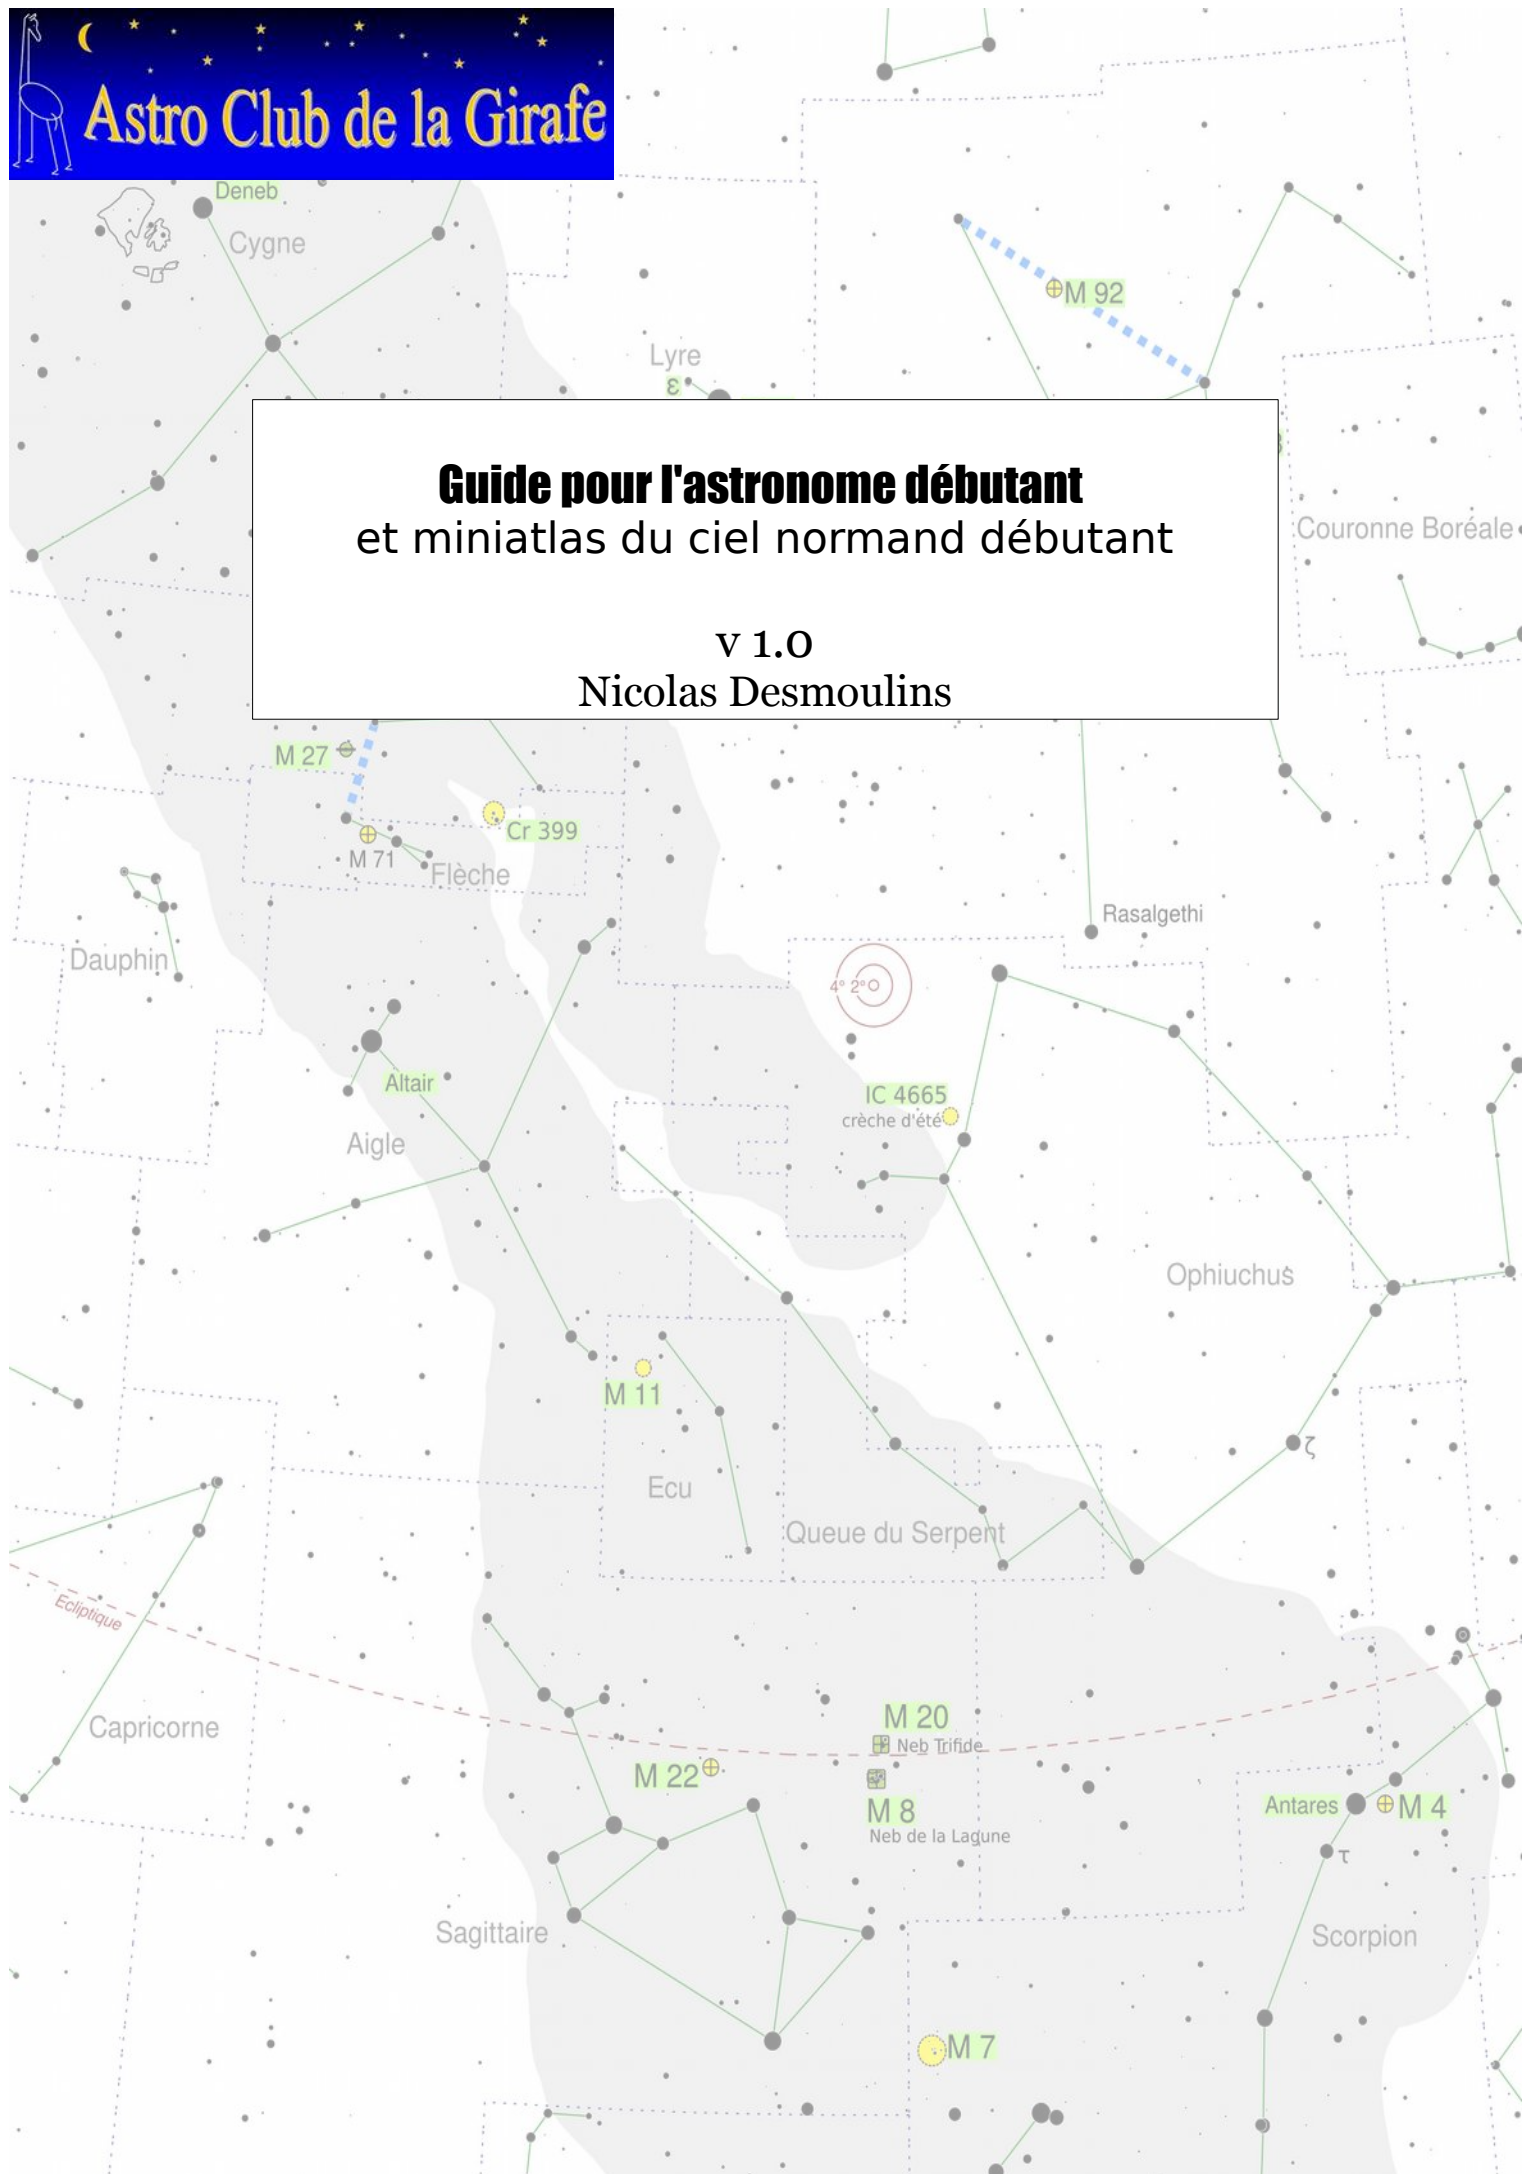 Astro Club de la Girafe
Deneb
Cygne
M 92
Lyre
ε
Guide pour l'astronome débutant
et miniatlas du ciel normand débutant
v 1.0
Nicolas Desmoulins
Couronne Boréale
M 27
Cr 399
M 71
Flèche
Rasalgethi
Dauphin
4° 2°
Altair
IC 4665
crèche d'été
Aigle
Ophiuchus
M 11
ζ
Ecu
Queue du Serpent
Ecliptique
Capricorne
M 20
Neb Trifide
M 22
M 8
Neb de la Lagune
Antares
M 4
τ
Sagittaire
Scorpion
M 7